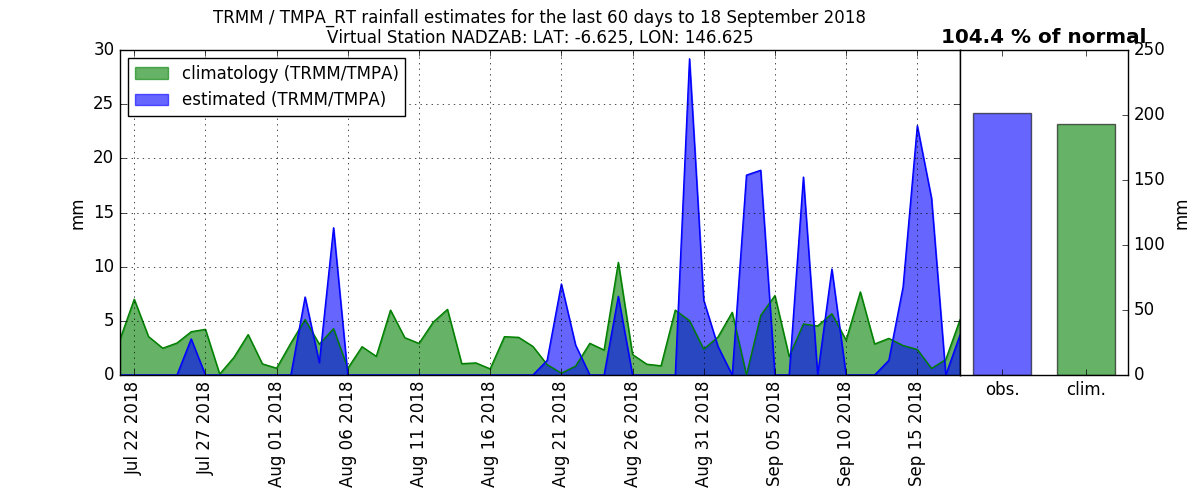 TRMM / TMPA_RT rainfall estimates for the last 60 days to 18 September 2018
Virtual Station NADZAB: LAT: -6.625, LON: 146.625
104.4 % of normal
climatology (TRMM/TMPA)
estimated (TRMM/TMPA)
30
25
20
15
10
5
0
mm
250
200
150
100
50
0
mm
Jul 22 2018
Jul 27 2018
Aug 01 2018
Aug 06 2018
Aug 11 2018
Aug 16 2018
Aug 21 2018
Aug 26 2018
Aug 31 2018
Sep 05 2018
Sep 10 2018
Sep 15 2018
obs.
clim.